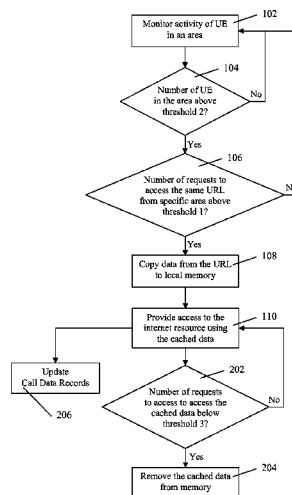 Monitor activity of UE
in an area
102
104
Number of UE
in the area above
threshold 2?
No
Yes
106
Number of requests to
access the same URL
from specific area above
threshold 1?
N
Yes
108
Copy data from the URL
to local memory
110
Provide access to the
internet resource using
the cached data
Update
Call Data Records
206
202
Number of requests
to access to access the
cached data below
threshold 3?
No
Yes
204
Remove the cached data
from memory